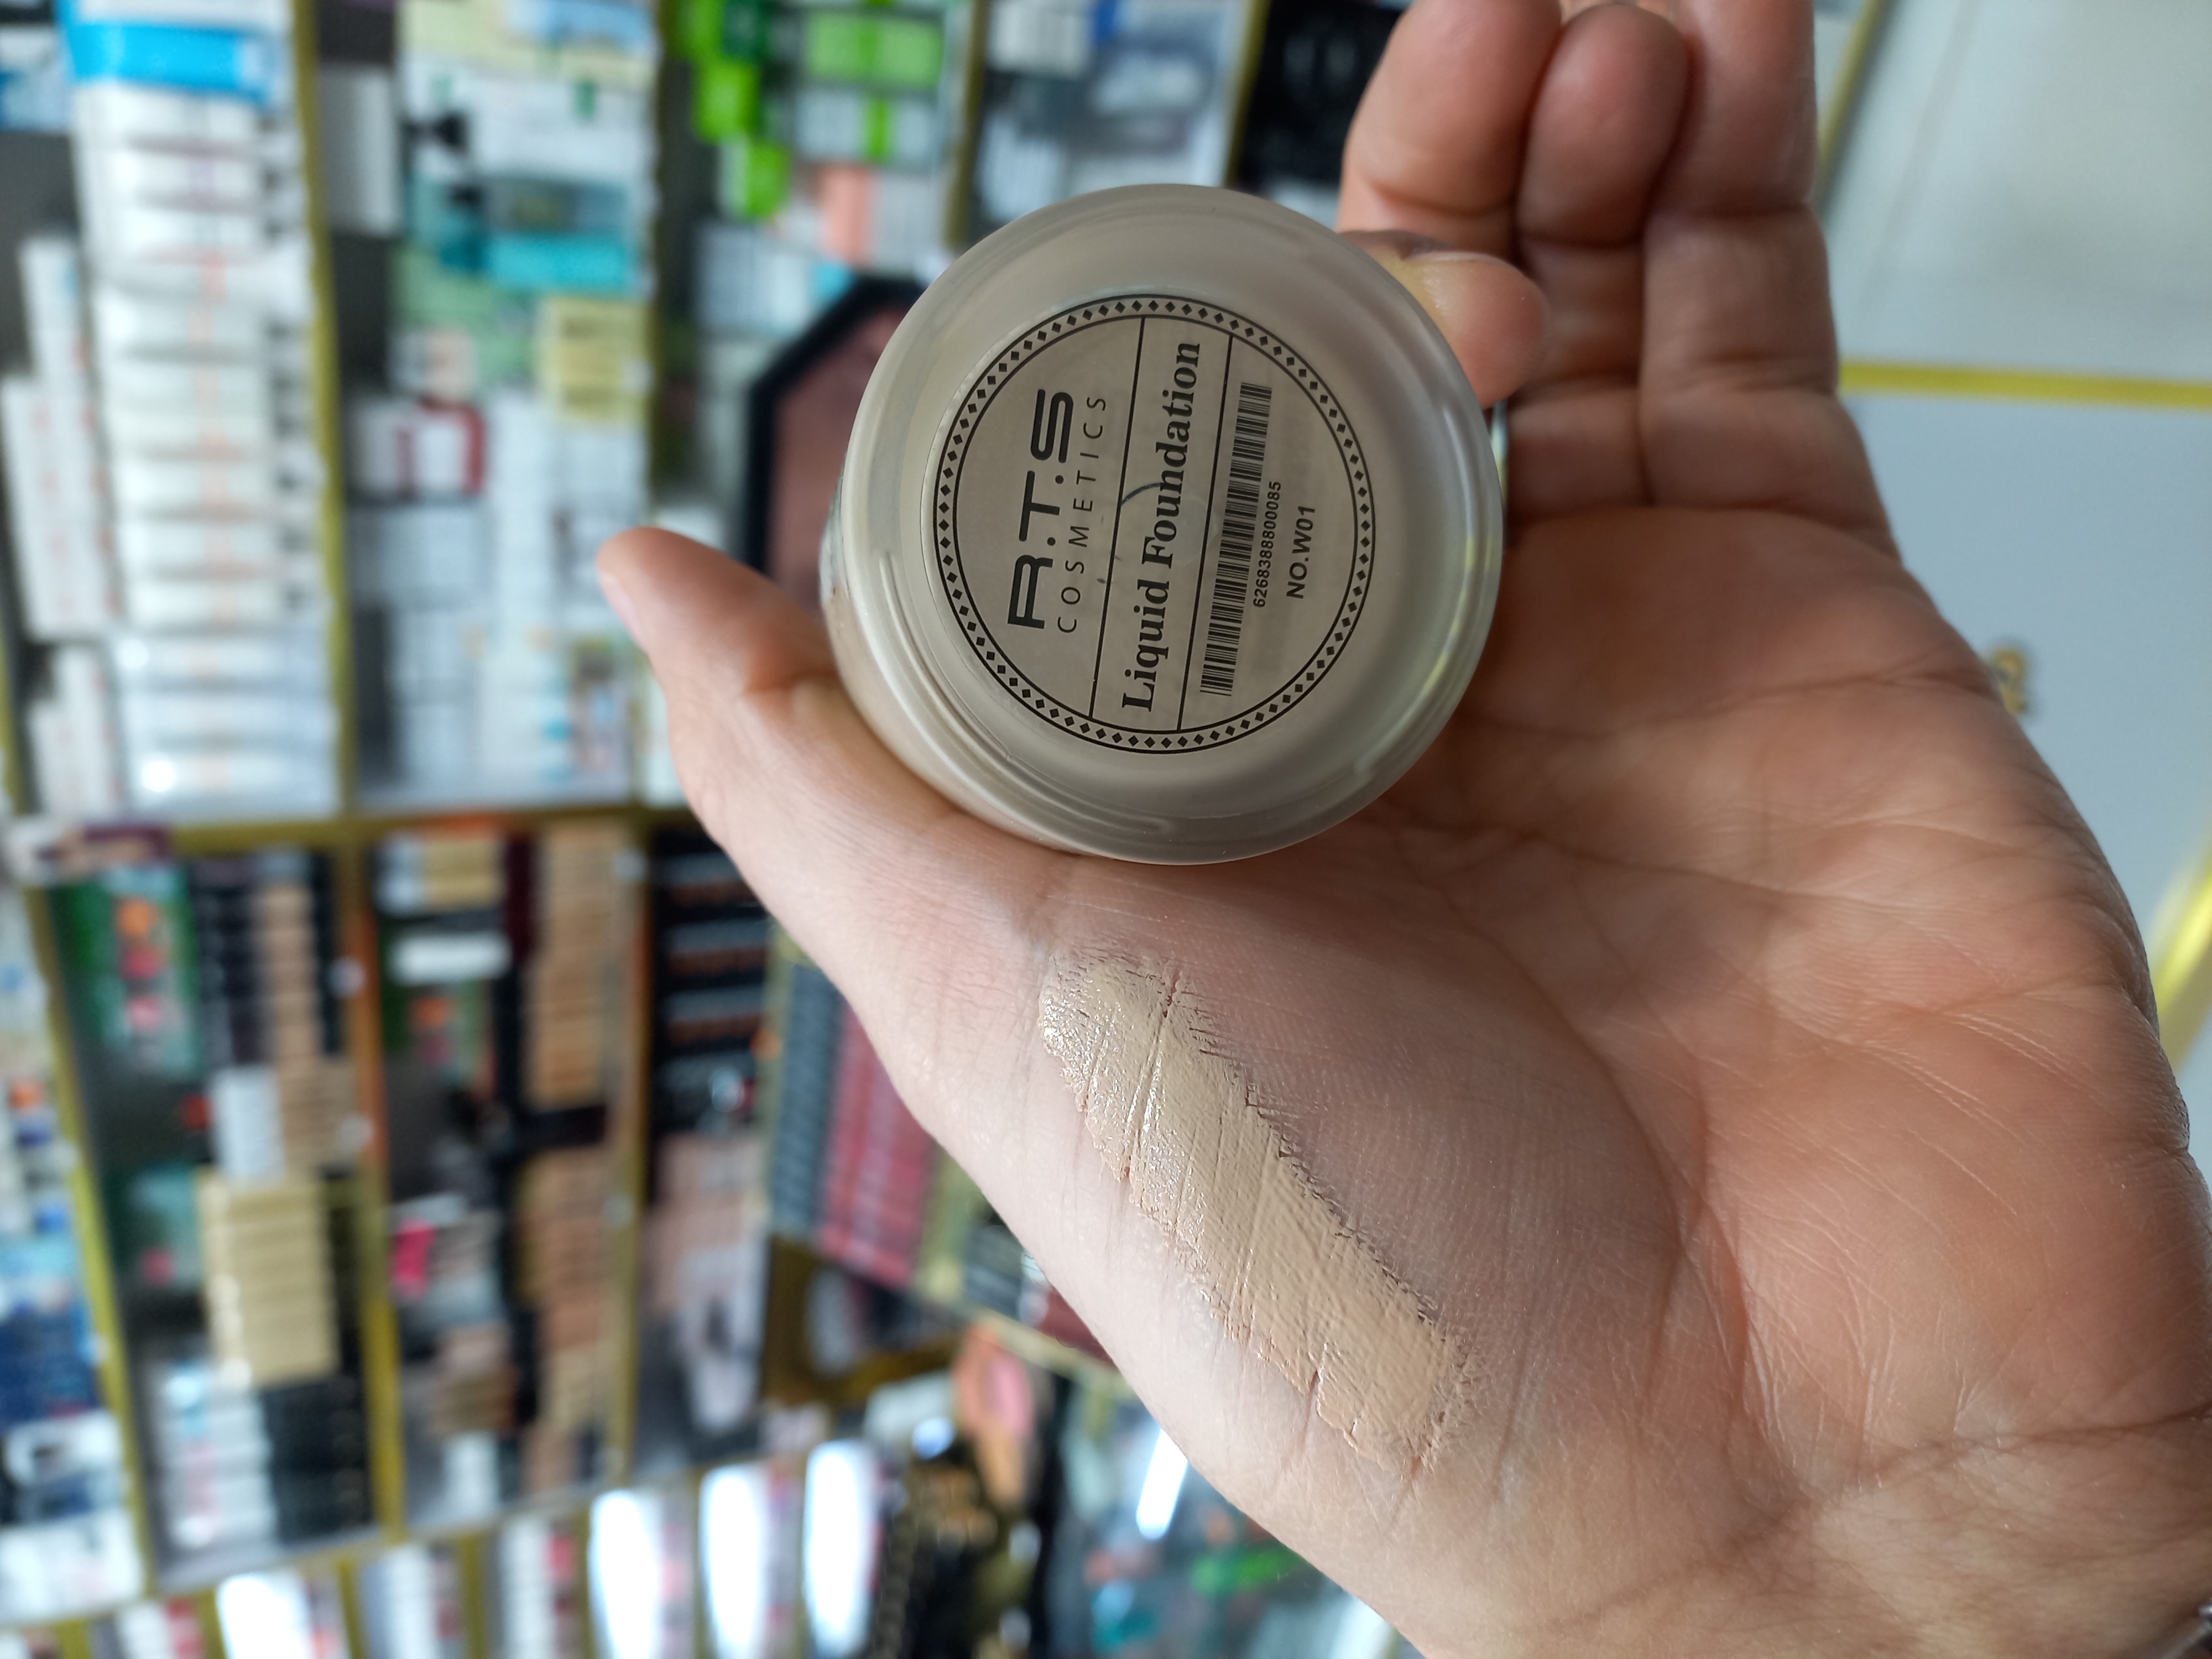 R.T.S
COSMETICS
Liquid Foundation
6268388800085
NO.W01